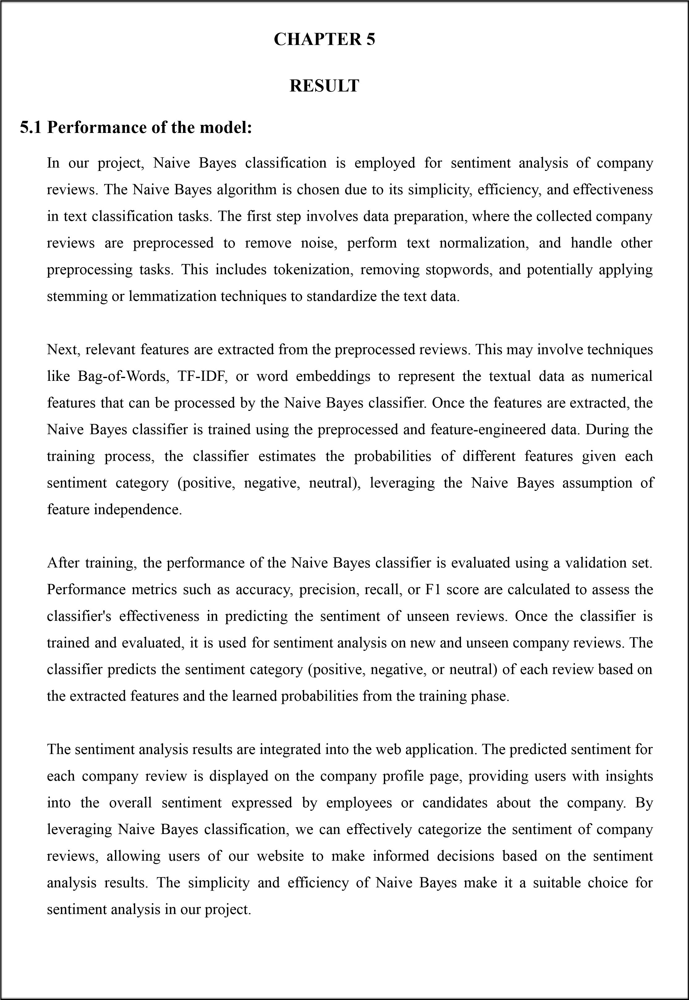 CHAPTER 5
RESULT
5.1 Performance of the model:
In our project, Naive Bayes classification is employed for sentiment analysis of company
reviews. The Naive Bayes algorithm is chosen due to its simplicity, efficiency, and effectiveness
in text classification tasks. The first step involves data preparation, where the collected company
reviews are preprocessed to remove noise, perform text normalization, and handle other
preprocessing tasks. This includes tokenization, removing stopwords, and potentially applying
stemming or lemmatization techniques to standardize the text data.
Next, relevant features are extracted from the preprocessed reviews. This may involve techniques
like Bag-of-Words, TF-IDF, or word embeddings to represent the textual data as numerical
features that can be processed by the Naive Bayes classifier. Once the features are extracted, the
Naive Bayes classifier is trained using the preprocessed and feature-engineered data. During the
training process, the classifier estimates the probabilities of different features given each
sentiment category (positive, negative, neutral), leveraging the Naive Bayes assumption of
feature independence.
After training, the performance of the Naive Bayes classifier is evaluated using a validation set.
Performance metrics such as accuracy, precision, recall, or F1 score are calculated to assess the
classifier's effectiveness in predicting the sentiment of unseen reviews. Once the classifier is
trained and evaluated, it is used for sentiment analysis on new and unseen company reviews. The
classifier predicts the sentiment category (positive, negative, or neutral) of each review based on
the extracted features and the learned probabilities from the training phase.
The sentiment analysis results are integrated into the web application. The predicted sentiment for
each company review is displayed on the company profile page, providing users with insights
into the overall sentiment expressed by employees or candidates about the company. By
leveraging Naive Bayes classification, we can effectively categorize the sentiment of company
reviews, allowing users of our website to make informed decisions based on the sentiment
analysis results. The simplicity and efficiency of Naive Bayes make it a suitable choice for
sentiment analysis in our project.